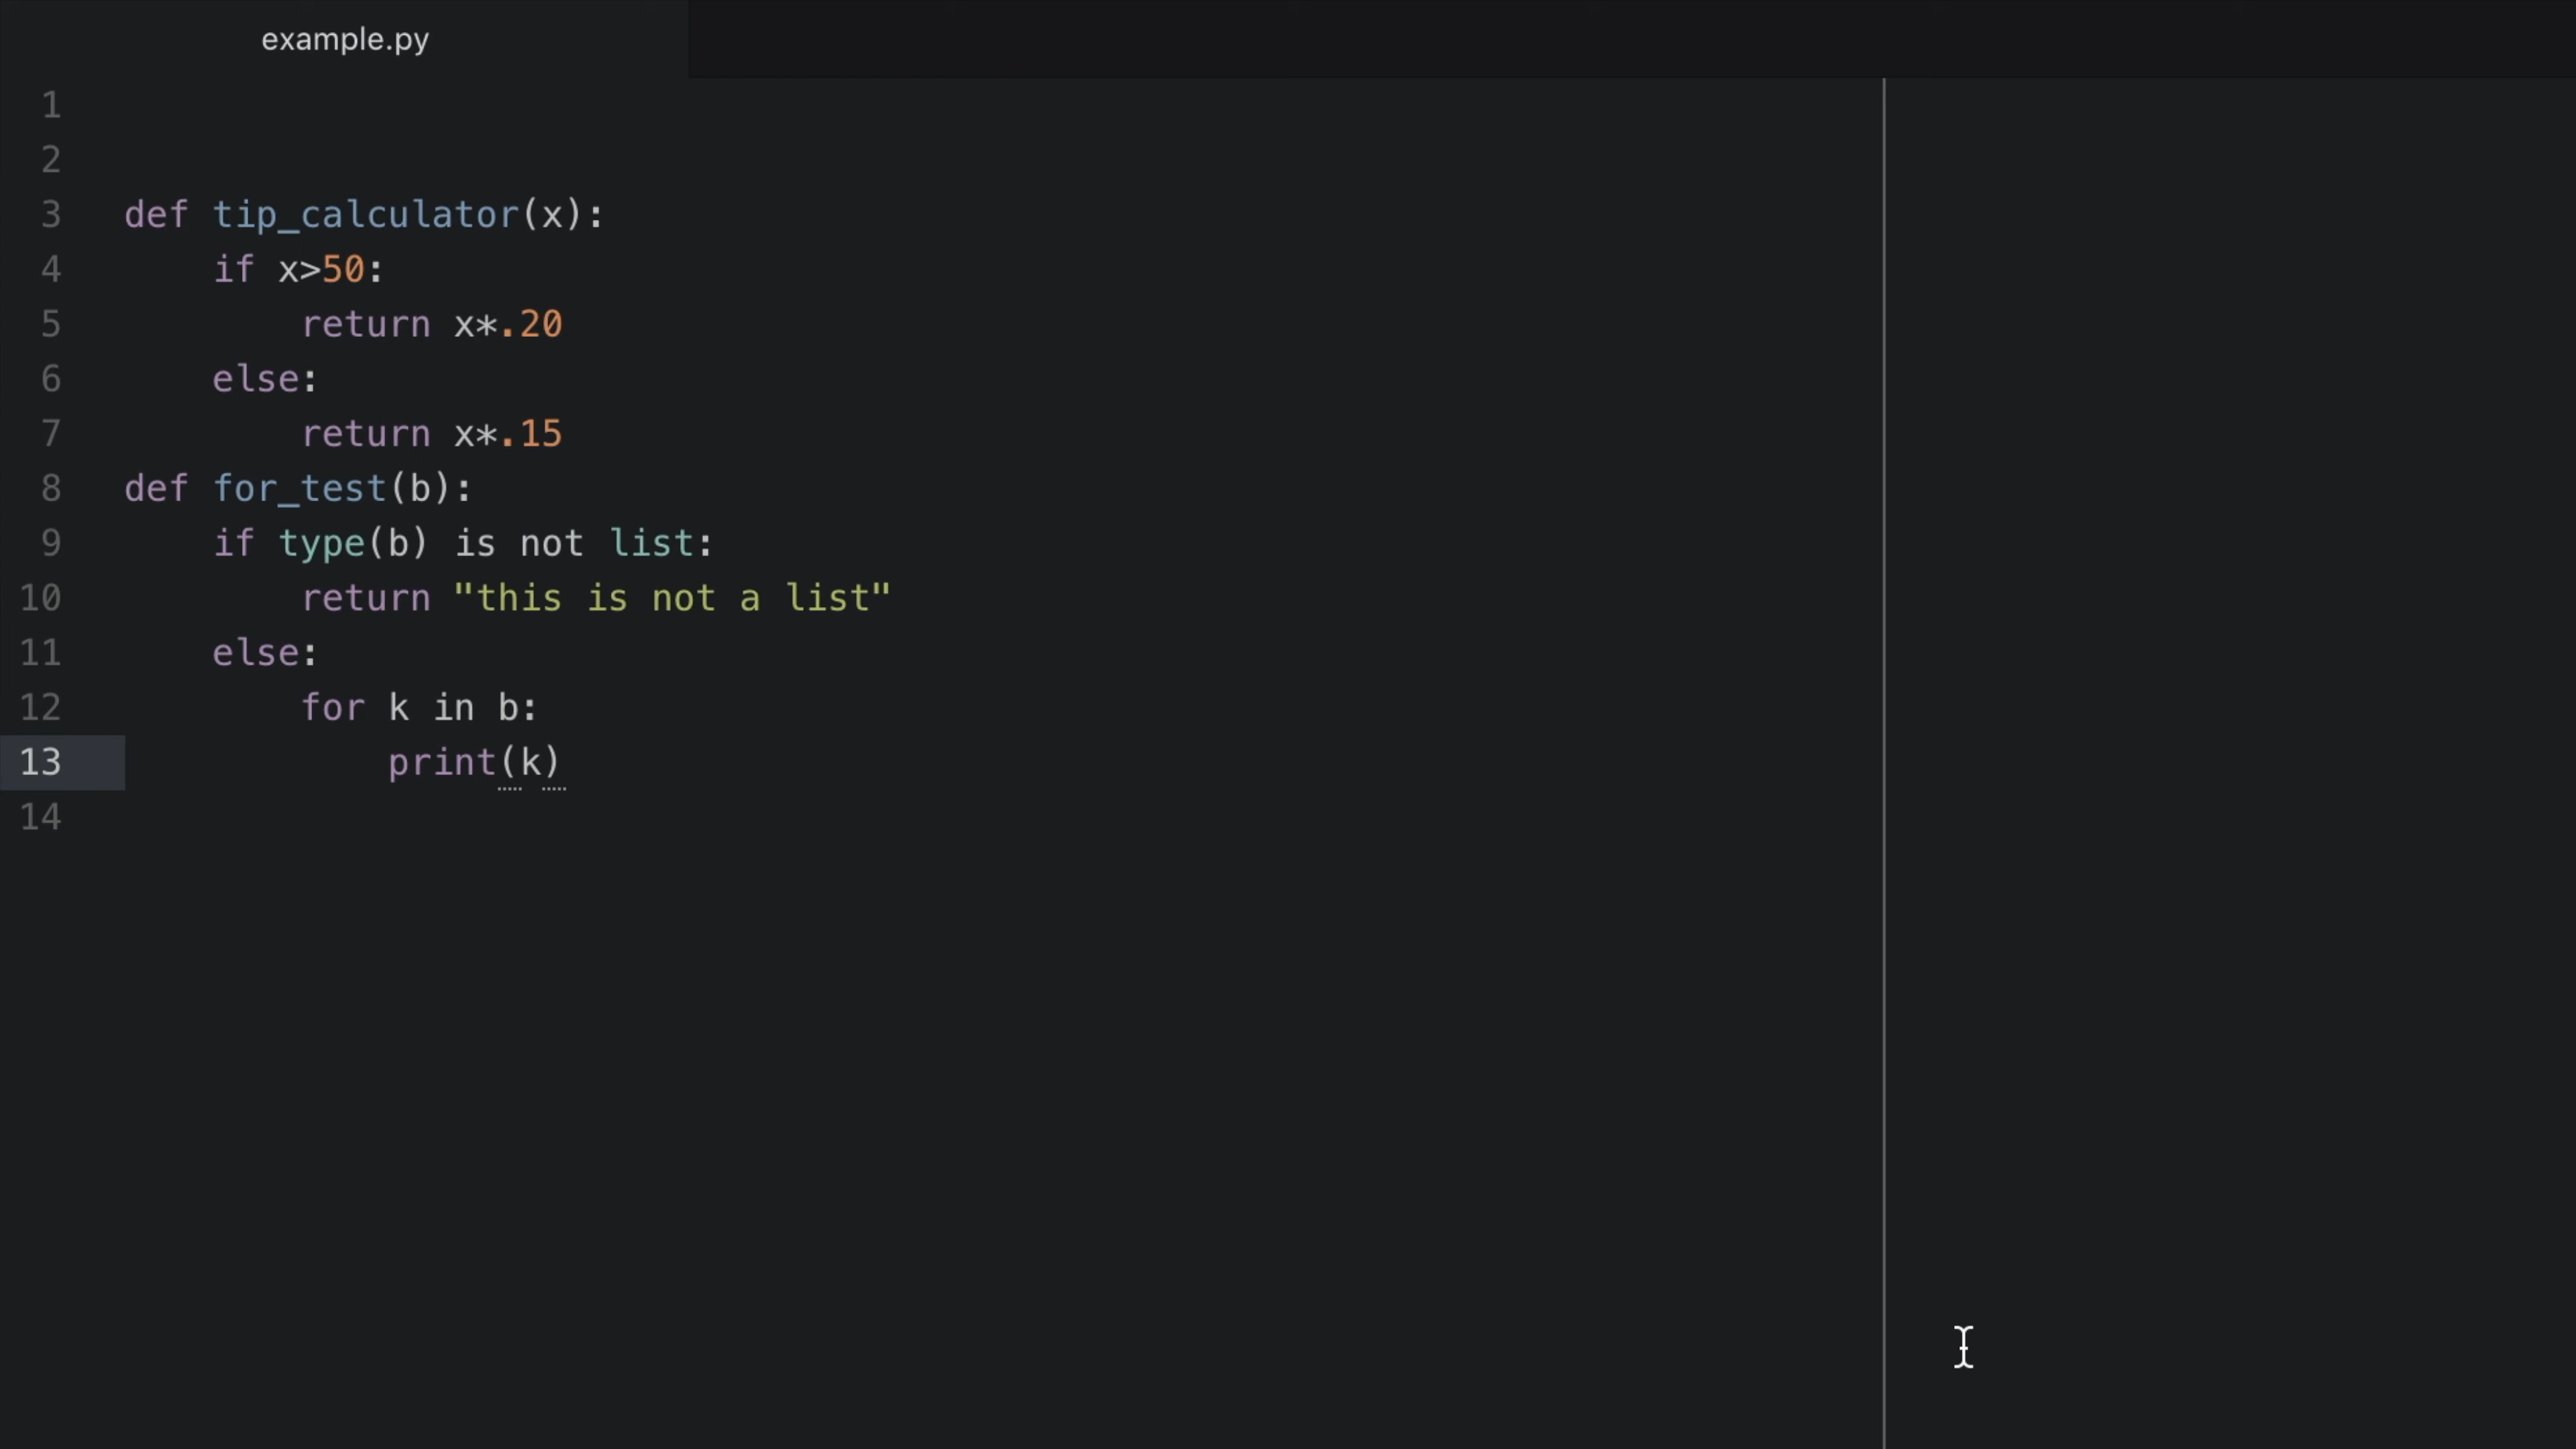 example.py
1
2
3 def tip_calculator(x):
4     if x>50:
5         return x*.20
6     else:
7         return x*.15
8 def for_test(b):
9     if type(b) is not list:
10         return "this is not a list"
11     else:
12         for k in b:
13             print(k)
14